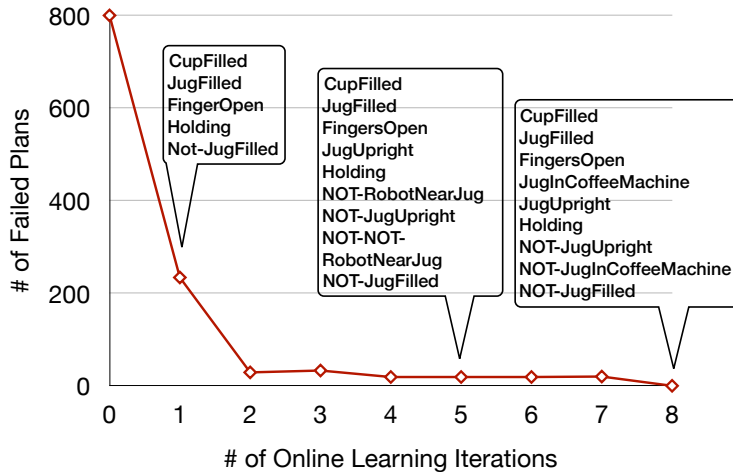 800
600
400
200
0
# of Failed Plans
CupFilled
JugFilled
FingerOpen
Holding
Not-JugFilled
CupFilled
JugFilled
FingersOpen
JugUpright
Holding
NOT-RobotNearJug
NOT-JugUpright
NOT-NOT-
RobotNearJug
NOT-JugFilled
CupFilled
JugFilled
FingersOpen
JugInCoffeeMachine
JugUpright
Holding
NOT-JugUpright
NOT-JugInCoffeeMachine
NOT-JugFilled
0 1 2 3 4 5 6 7 8
# of Online Learning Iterations